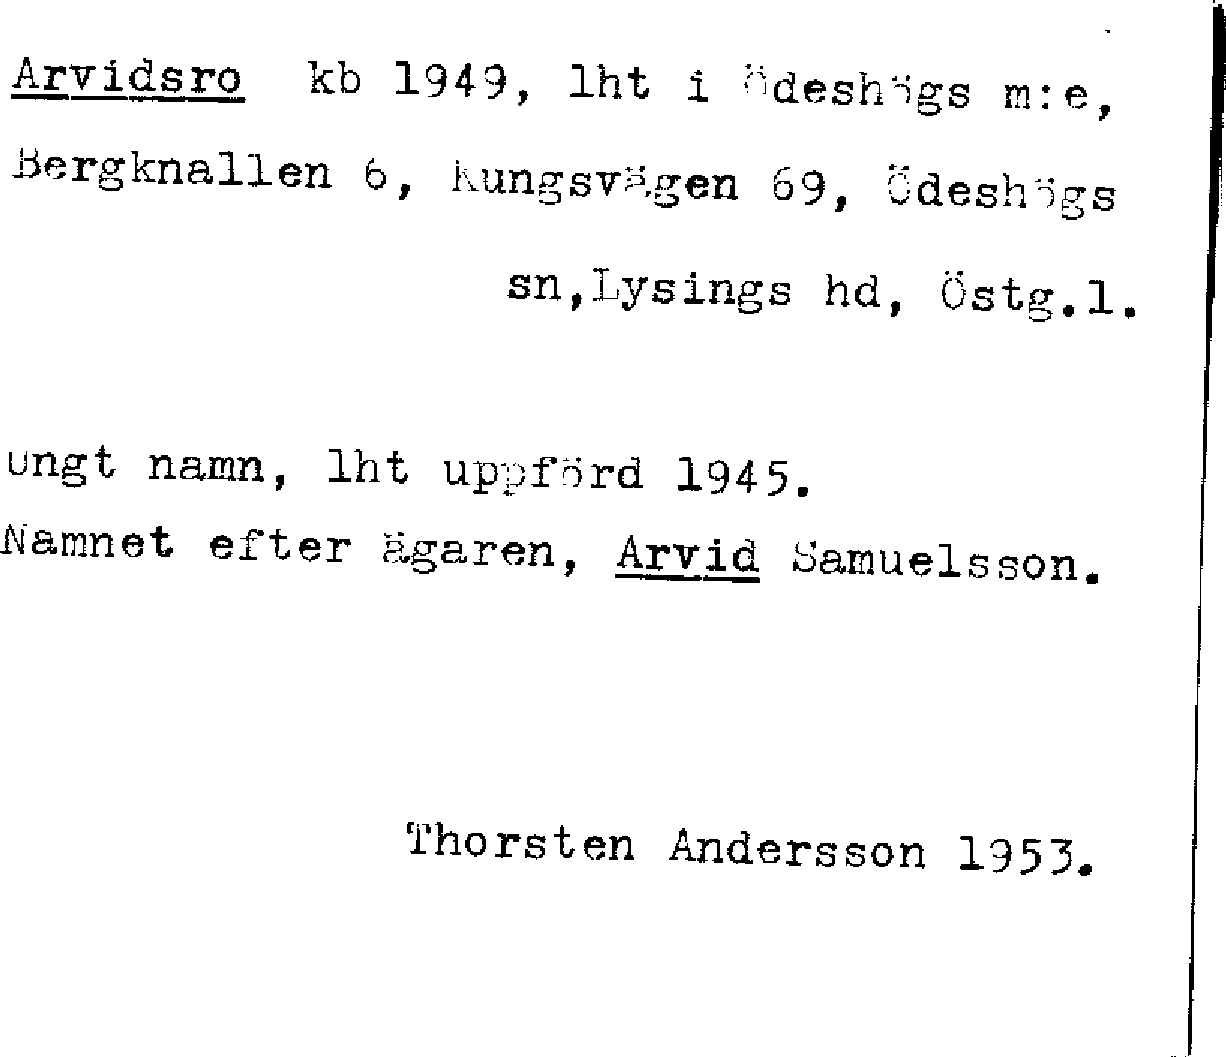 Arvidsro kb 1949, lht i Ödeshögs m:e,
Bergknallen 6, Kungsvägen 69, Ödeshögs
sn,Lysings hd, Östg.l.
Ungt namn, lht uppförd 1945.
Namnet efter ägaren, Arvid Samuelsson.
Thorsten Andersson 1953.